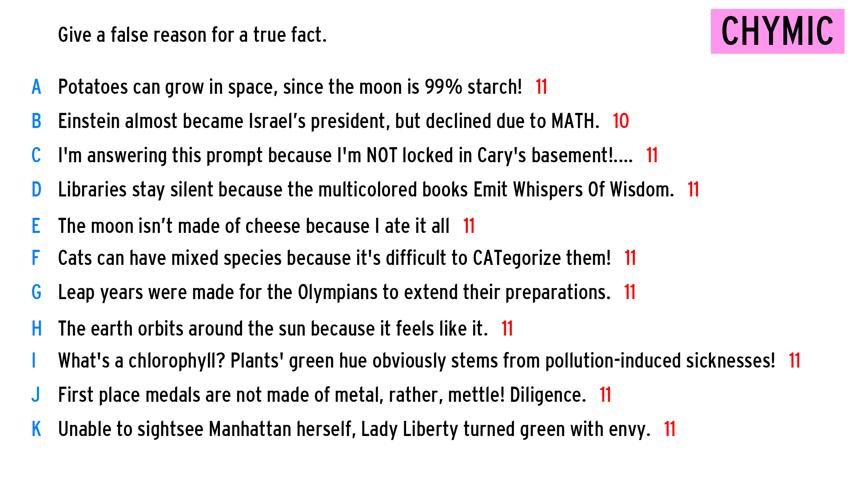 Give a false reason for a true fact.
CHYMIC
A Potatoes can grow in space, since the moon is 99% starch! 11
B Einstein almost became Israel’s president, but declined due to MATH. 10
C I'm answering this prompt because I'm NOT locked in Cary's basement!.... 11
D Libraries stay silent because the multicolored books Emit Whispers Of Wisdom. 11
E The moon isn’t made of cheese because I ate it all 11
F Cats can have mixed species because it's difficult to CATegorize them! 11
G Leap years were made for the Olympians to extend their preparations. 11
H The earth orbits around the sun because it feels like it. 11
I What's a chlorophyll? Plants' green hue obviously stems from pollution-induced sicknesses! 11
J First place medals are not made of metal, rather, mettle! Diligence. 11
K Unable to sightsee Manhattan herself, Lady Liberty turned green with envy. 11